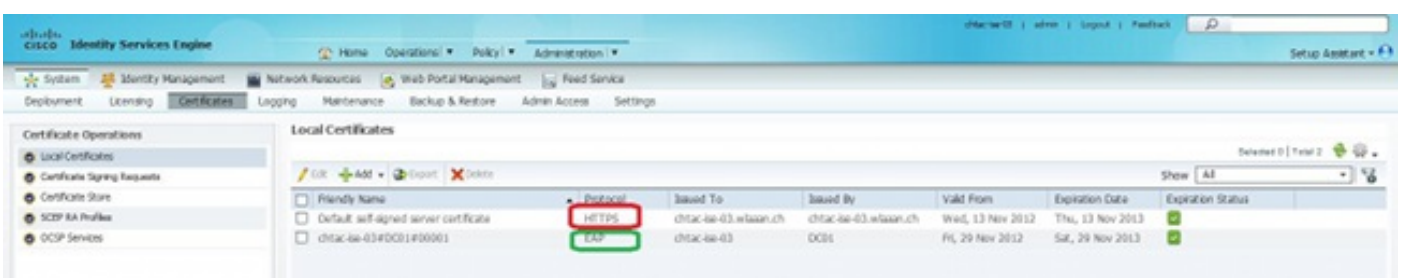 chtac-ise-03 | admin | Logout | Feedback
CISCO Identity Services Engine
Home Operations Policy Administration
Setup Assistant
System Identity Management Network Resources Web Portal Management Feed Service
Deployment Licensing Certificates Logging Maintenance Backup & Restore Admin Access Settings
Certificate Operations
Local Certificates
Certificate Signing Requests
Certificate Store
SCEP RA Profiles
OCSP Services
Local Certificates
Selected 0 | Total 2
Edit Add Export Delete
Show All
Friendly Name Protocol Issued To Issued By Valid From Expiration Date Expiration Status
Default self-signed server certificate HTTPS chtac-ise-03.wlaaan.ch chtac-ise-03.wlaaan.ch Wed, 13 Nov 2012 Thu, 13 Nov 2013
chtac-ise-03#DC01#00001 EAP chtac-ise-03 DC01 Fri, 29 Nov 2012 Sat, 29 Nov 2013